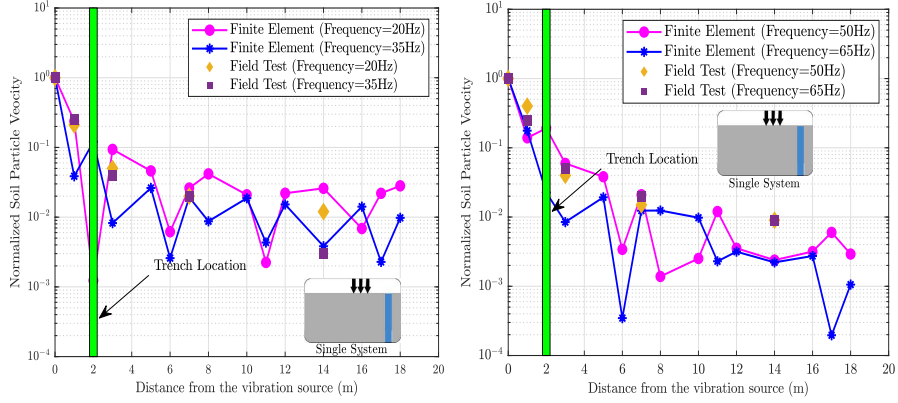 10^1
10^0
10^-1
10^-2
10^-3
10^-4
Normalized Soil Particle Veocity
Finite Element (Frequency=20Hz)
Finite Element (Frequency=35Hz)
Field Test (Frequency=20Hz)
Field Test (Frequency=35Hz)
Trench Location
Single System
0 2 4 6 8 10 12 14 16 18 20
Distance from the vibration source (m)
10^1
10^0
10^-1
10^-2
10^-3
10^-4
Normalized Soil Particle Veocity
Finite Element (Frequency=50Hz)
Finite Element (Frequency=65Hz)
Field Test (Frequency=50Hz)
Field Test (Frequency=65Hz)
Trench Location
Single System
0 2 4 6 8 10 12 14 16 18 20
Distance from the vibration source (m)